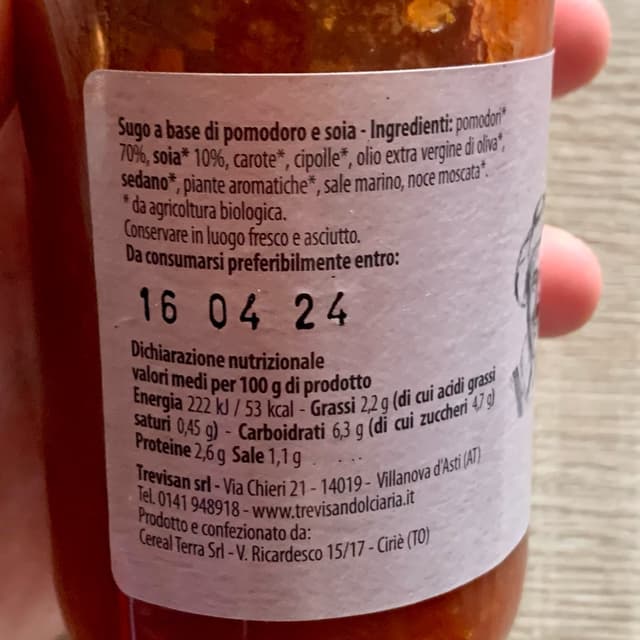 Sugo a base di pomodoro e soia - Ingredienti: pomodori*
70%, soia* 10%, carote*, cipolle*, olio extra vergine di oliva*,
sedano*, piante aromatiche*, sale marino, noce moscata*.
* da agricoltura biologica.
Conservare in luogo fresco e asciutto.
Da consumarsi preferibilmente entro:
16 04 24
Dichiarazione nutrizionale
valori medi per 100 g di prodotto
Energia 222 kJ / 53 kcal - Grassi 2,2 g (di cui acidi grassi
saturi 0,45 g) - Carboidrati 6,3 g (di cui zuccheri 4,7 g)
Proteine 2,6 g Sale 1,1 g
Trevisan srl - Via Chieri 21 - 14019 - Villanova d'Asti (AT)
Tel. 0141 948918 - www.trevisandolciaria.it
Prodotto e confezionato da:
Cereal Terra Srl - V. Ricardesco 15/17 - Ciriè (TO)